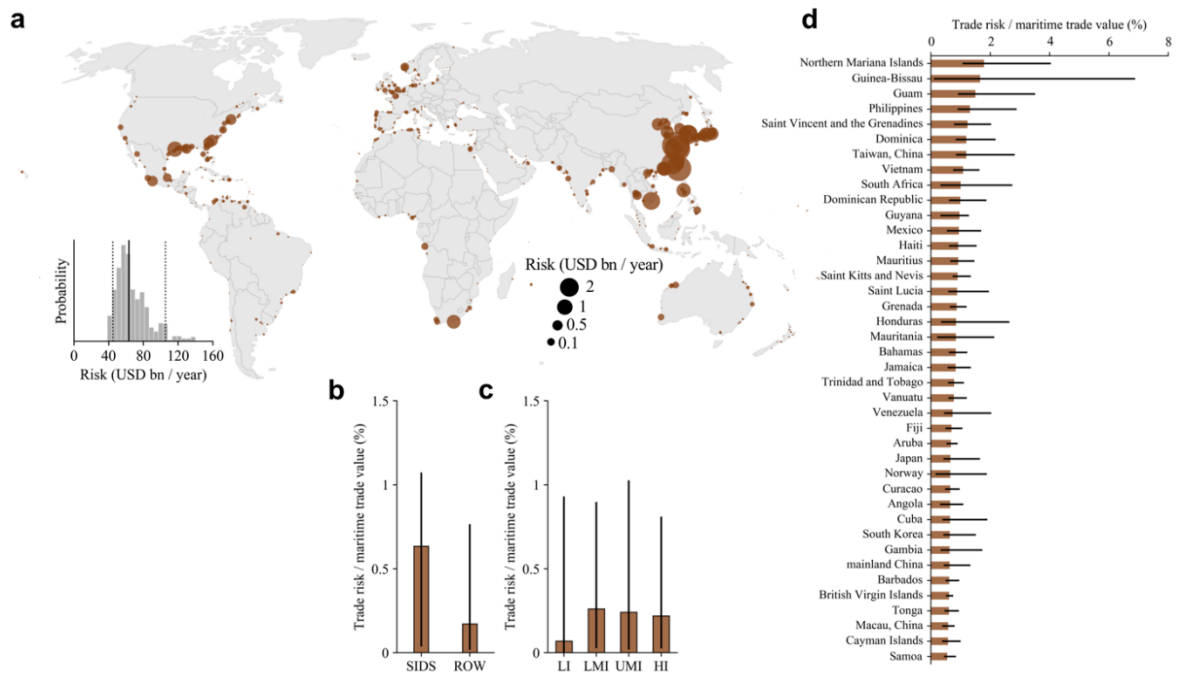 a
Probability
0
40
80
120
160
Risk (USD bn / year)
Risk (USD bn / year)
2
1
0.5
0.1
b
Trade risk / maritime trade value (%)
1.5
1
0.5
0
SIDS
ROW
c
Trade risk / maritime trade value (%)
1.5
1
0.5
0
LI
LMI
UMI
HI
d
Trade risk / maritime trade value (%)
0
2
4
6
8
Northern Mariana Islands
Guinea-Bissau
Guam
Philippines
Saint Vincent and the Grenadines
Dominica
Taiwan, China
Vietnam
South Africa
Dominican Republic
Guyana
Mexico
Haiti
Mauritius
Saint Kitts and Nevis
Saint Lucia
Grenada
Honduras
Mauritania
Bahamas
Jamaica
Trinidad and Tobago
Vanuatu
Venezuela
Fiji
Aruba
Japan
Norway
Curacao
Angola
Cuba
South Korea
Gambia
mainland China
Barbados
British Virgin Islands
Tonga
Macau, China
Cayman Islands
Samoa